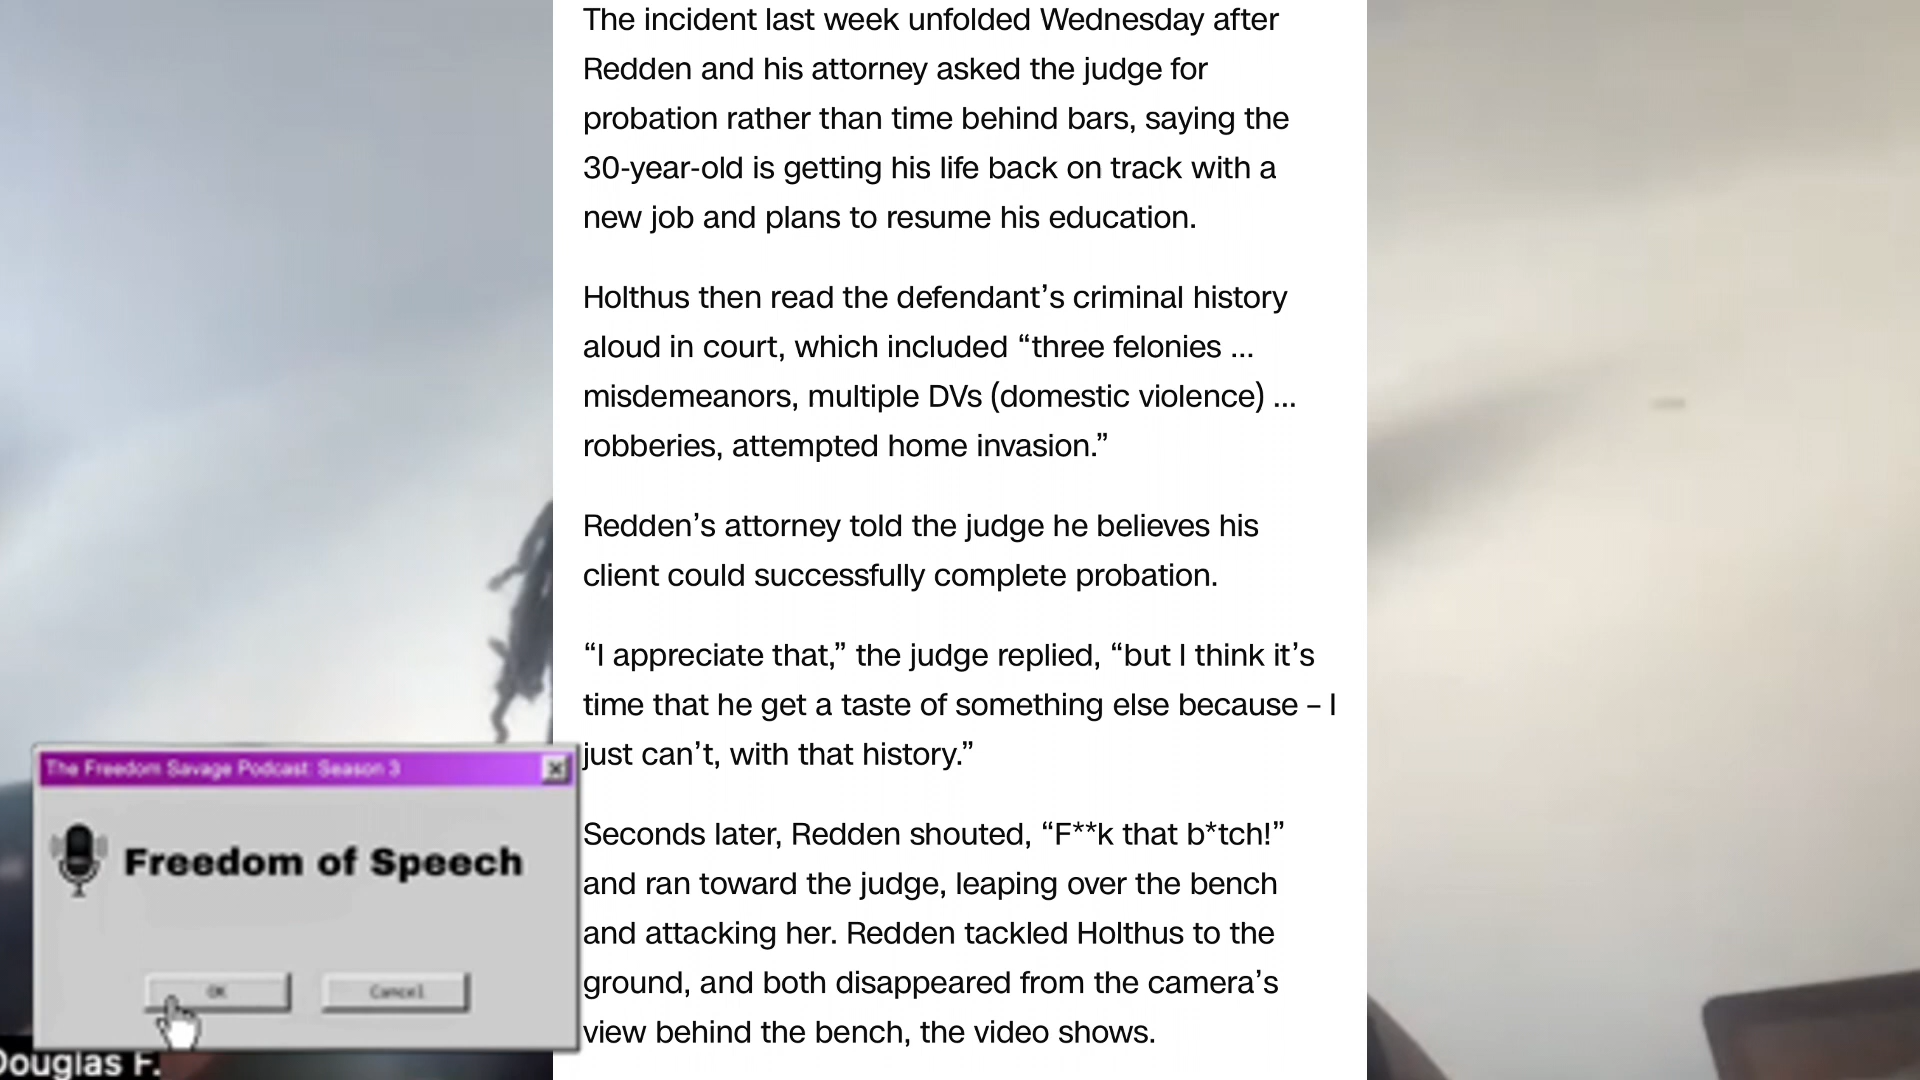 The incident last week unfolded Wednesday after
Redden and his attorney asked the judge for
probation rather than time behind bars, saying the
30-year-old is getting his life back on track with a
new job and plans to resume his education.
Holthus then read the defendant’s criminal history
aloud in court, which included “three felonies ...
misdemeanors, multiple DVs (domestic violence) ...
robberies, attempted home invasion.”
Redden’s attorney told the judge he believes his
client could successfully complete probation.
“I appreciate that,” the judge replied, “but I think it’s
time that he get a taste of something else because – I
just can’t, with that history.”
Seconds later, Redden shouted, “F**k that b*tch!”
and ran toward the judge, leaping over the bench
and attacking her. Redden tackled Holthus to the
ground, and both disappeared from the camera’s
view behind the bench, the video shows.
The Freedom Savage Podcast: Season 3
Freedom of Speech
OK
Cancel
Douglas F.